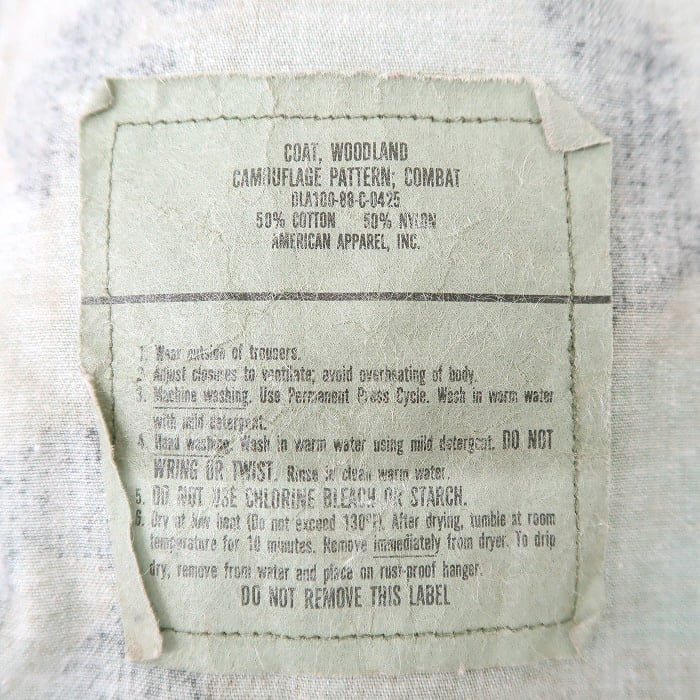 COAT, WOODLAND
CAMOUFLAGE PATTERN; COMBAT
DLA100-88-C-0425
50% COTTON 50% NYLON
AMERICAN APPAREL, INC.
1. Wear outside of trousers.
2. Adjust closures to ventilate; avoid overheating of body.
3. Machine washing. Use Permanent Press Cycle. Wash in warm water
with mild detergent.
4. Hand washing: Wash in warm water using mild detergent. DO NOT
WRING OR TWIST. Rinse in clean warm water.
5. DO NOT USE CHLORINE BLEACH OR STARCH.
6. Dry at low heat (Do not exceed 130°F). After drying, tumble at room
temperature for 10 minutes. Remove immediately from dryer. To drip
dry, remove from water and place on rust-proof hanger.
DO NOT REMOVE THIS LABEL